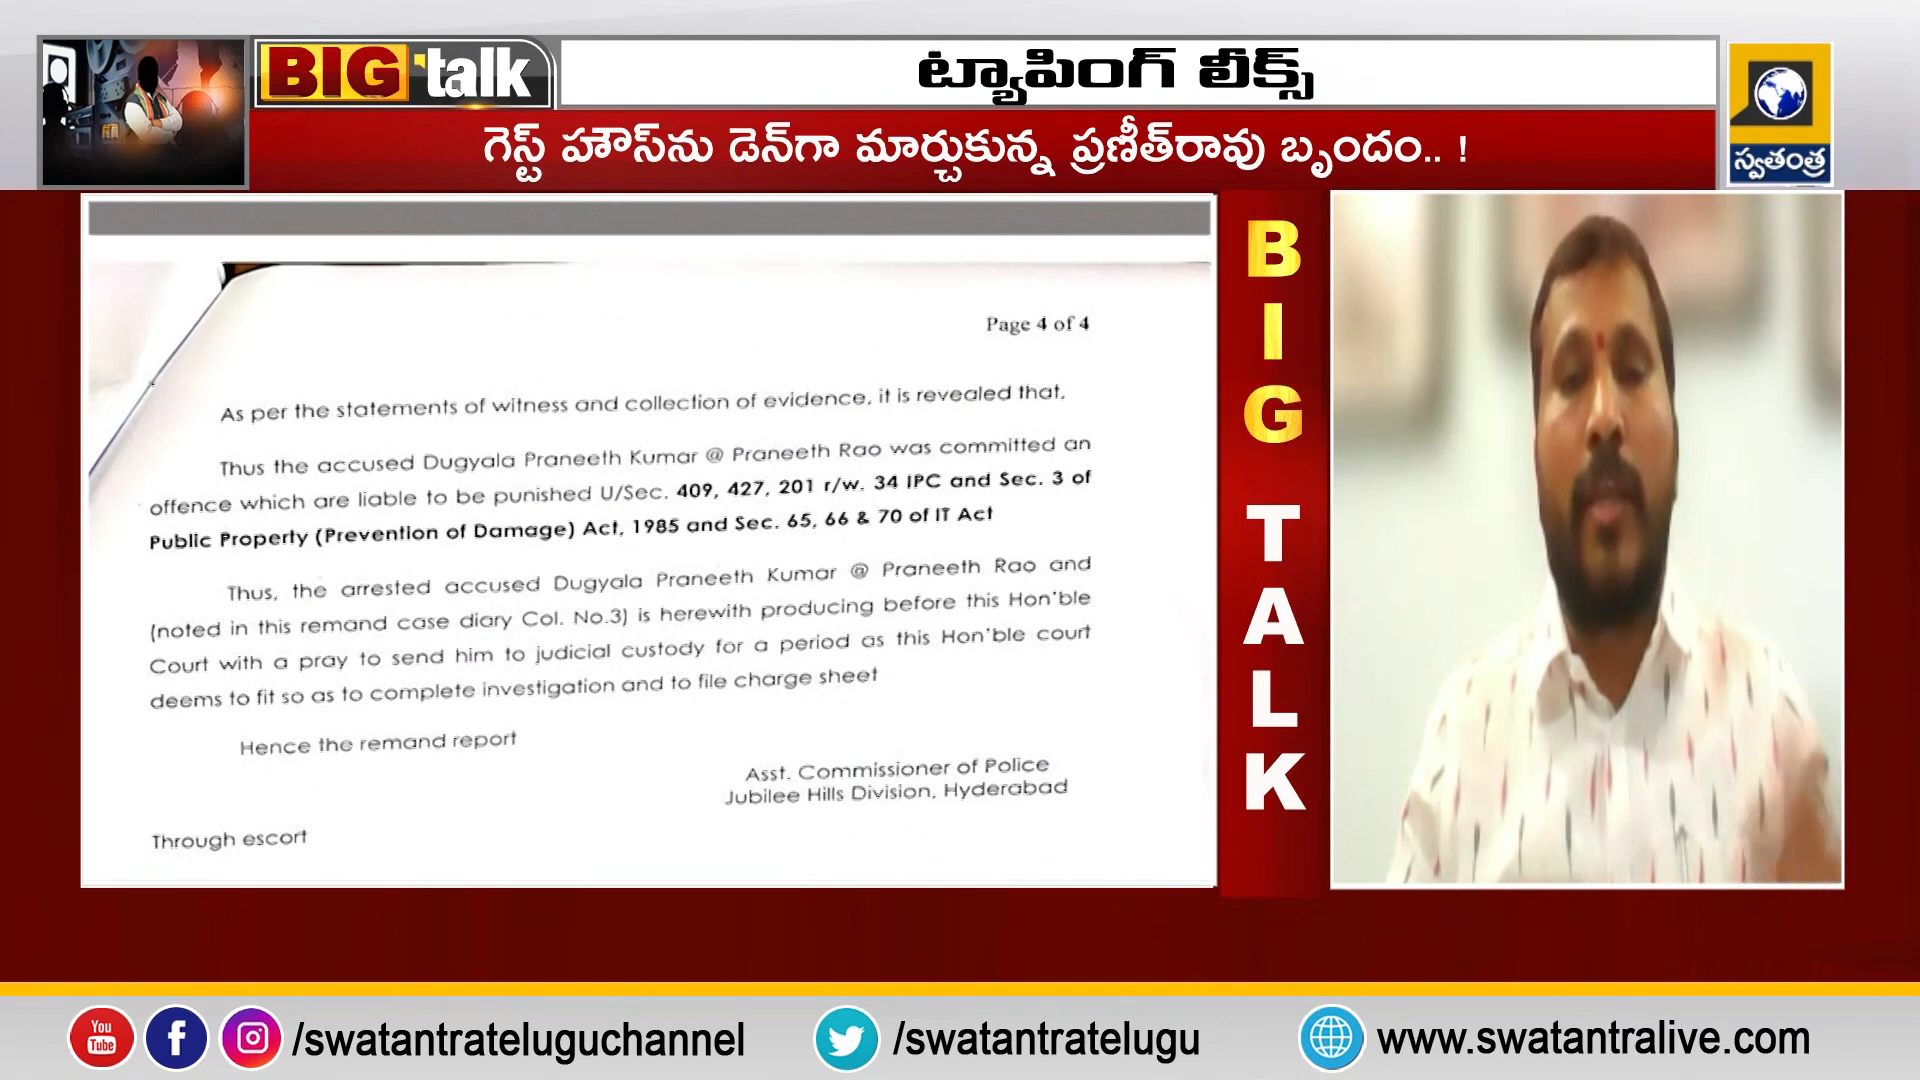 BIG talk
ట్యాపింగ్ లీక్స్
గెస్ట్ హౌస్‌ను డెన్‌గా మార్చుకున్న ప్రణీత్‌రావు బృందం.. !
స్వతంత్ర
Page 4 of 4
As per the statements of witness and collection of evidence, it is revealed that,
Thus the accused Dugyala Praneeth Kumar @ Praneeth Rao was committed an
offence which are liable to be punished U/Sec. 409, 427, 201 r/w. 34 IPC and Sec. 3 of
Public Property (Prevention of Damage) Act, 1985 and Sec. 65, 66 & 70 of IT Act
Thus, the arrested accused Dugyala Praneeth Kumar @ Praneeth Rao and
(noted in this remand case diary Col. No.3) is herewith producing before this Hon'ble
Court with a pray to send him to judicial custody for a period as this Hon'ble court
deems to fit so as to complete investigation and to file charge sheet
Hence the remand report
Asst. Commissioner of Police
Jubilee Hills Division, Hyderabad
Through escort
BIG TALK
You Tube
/swatantrateluguchannel
/swatantratelugu
www.swatantralive.com